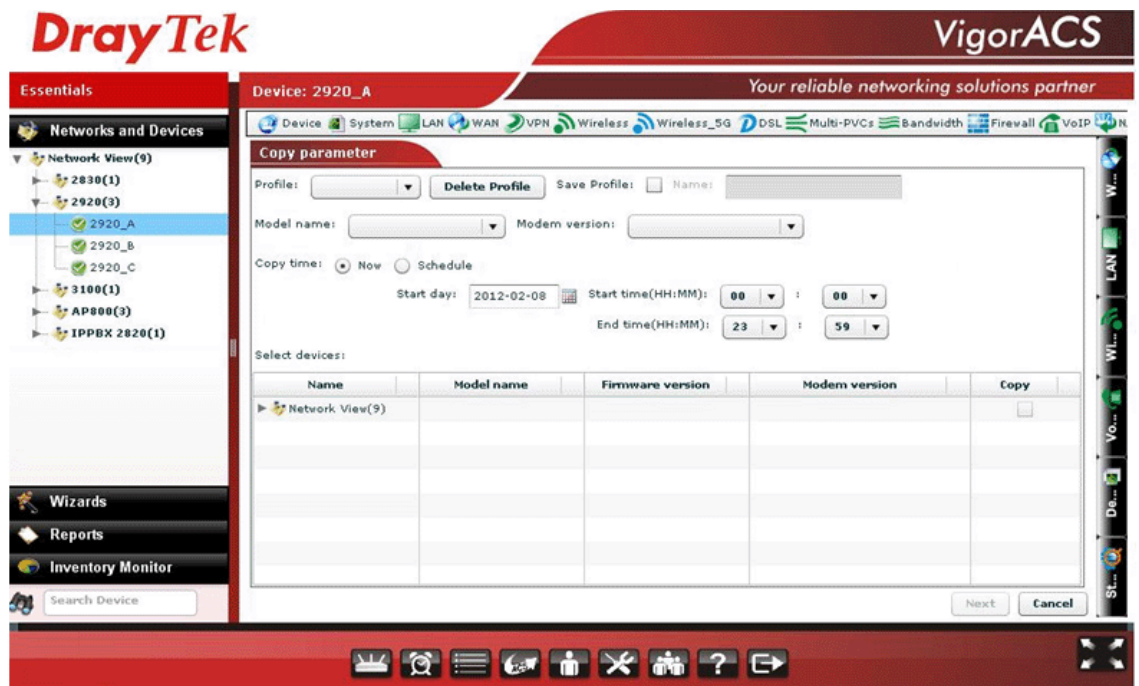 DrayTek
VigorACS
Essentials
Device: 2920_A
Your reliable networking solutions partner
Networks and Devices
Device System LAN WAN VPN Wireless Wireless_5G DSL Multi-PVCs Bandwidth Firewall VoIP N
Network View(9)
2830(1)
2920(3)
2920_A
2920_B
2920_C
3100(1)
AP800(3)
IPPBX 2820(1)
Copy parameter
Profile: Delete Profile Save Profile: Name:
Model name: Modem version:
Copy time: Now Schedule
Start day: 2012-02-08 Start time(HH:MM): 00 : 00
End time(HH:MM): 23 : 59
Select devices:
Name Model name Firmware version Modem version Copy
Network View(9)
Next Cancel
W...
LAN
Wi...
Vo...
De...
St...
Wizards
Reports
Inventory Monitor
Search Device
?